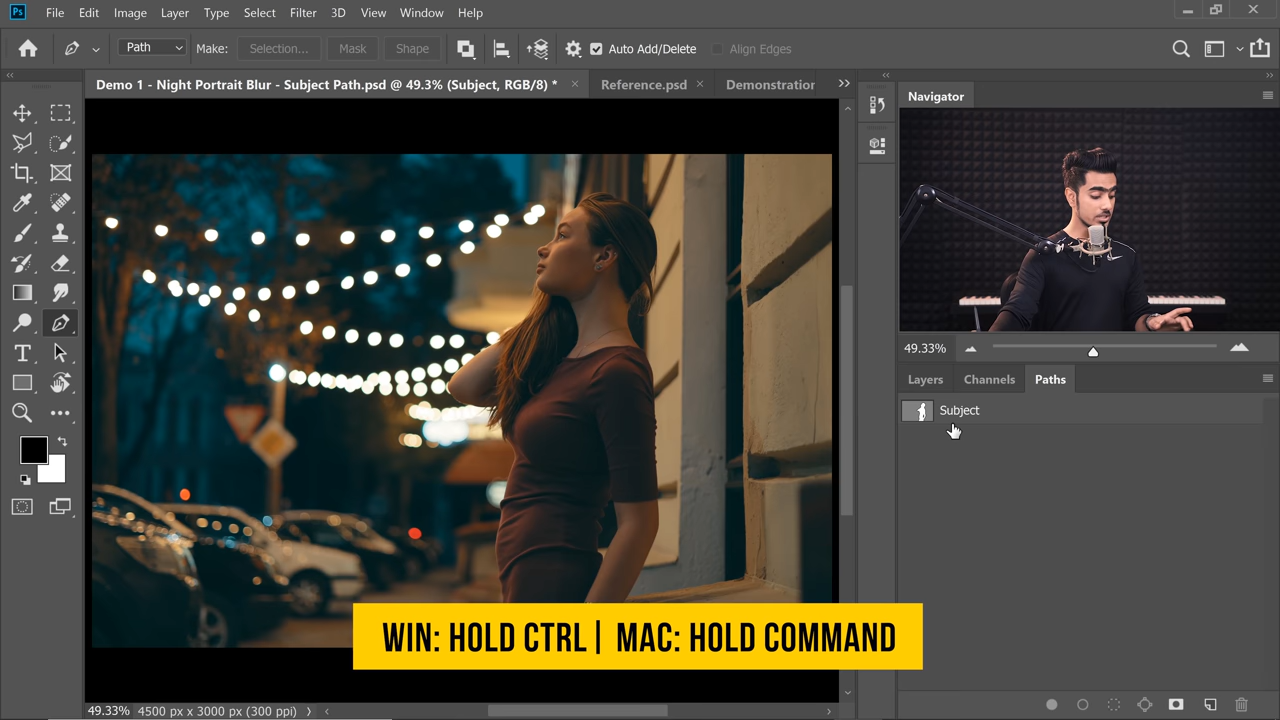 Ps
File Edit Image Layer Type Select Filter 3D View Window Help
Path Make: Selection... Mask Shape Auto Add/Delete Align Edges
Demo 1 - Night Portrait Blur - Subject Path.psd @ 49.3% (Subject, RGB/8) * × Reference.psd × Demonstration
Navigator
49.33%
Layers Channels Paths
Subject
WIN: HOLD CTRL | MAC: HOLD COMMAND
49.33% 4500 px x 3000 px (300 ppi)